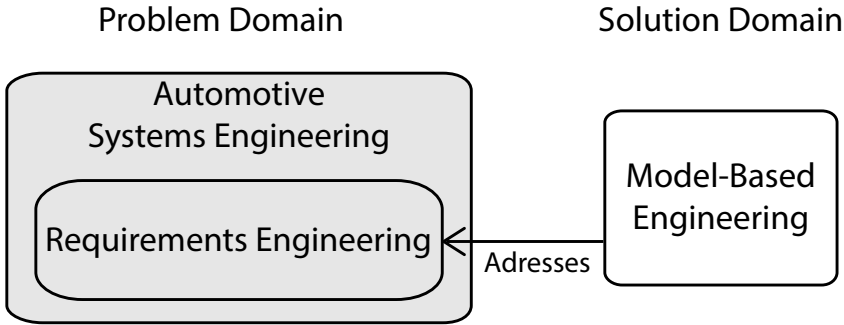 Problem Domain
Solution Domain
Automotive
Systems Engineering
Requirements Engineering
Adresses
Model-Based
Engineering